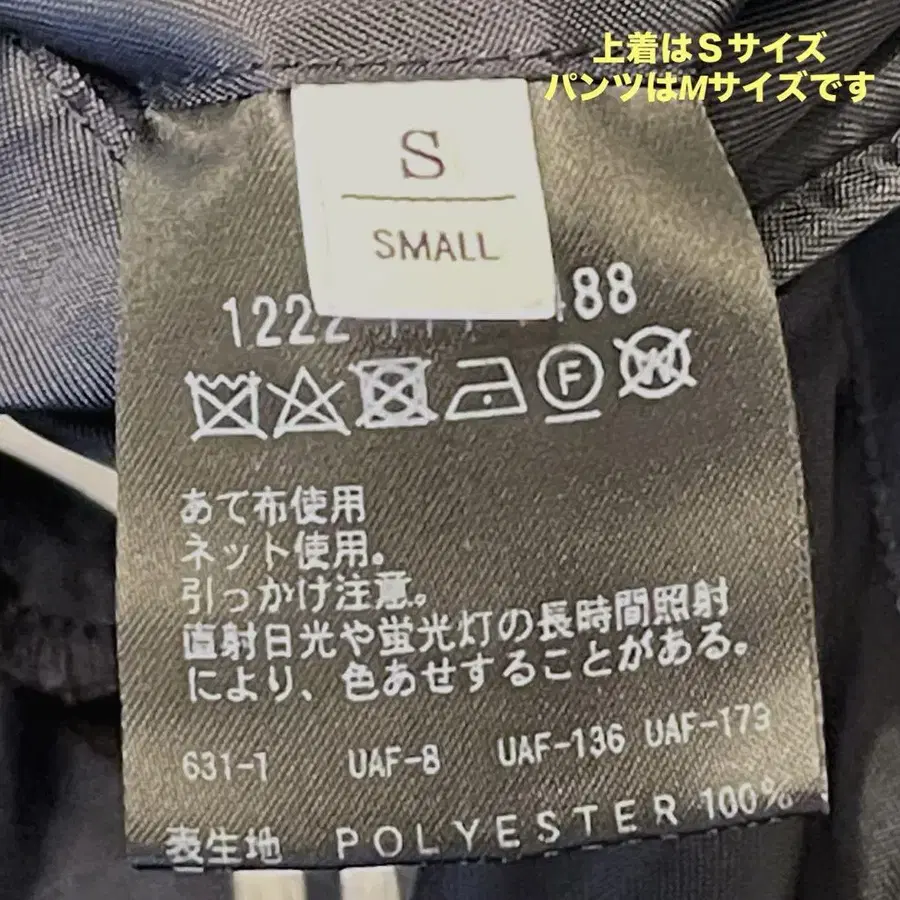 上着はSサイズ
パンツはMサイズです
S
SMALL
1222 488
F W
あて布使用
ネット使用。
引っかけ注意。
直射日光や蛍光灯の長時間照射
により、色あせすることがある。
631-1 UAF-8 UAF-136 UAF-173
表生地 POLYESTER 100%